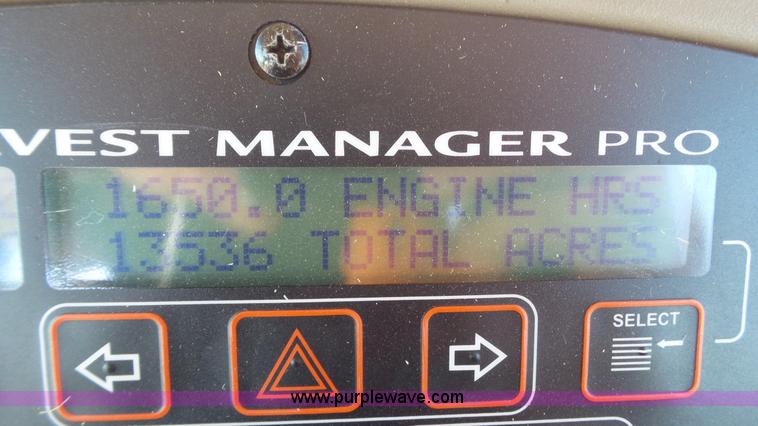 VEST MANAGER PRO
1650.0 ENGINE HRS
13536 TOTAL ACRES
SELECT
www.purplewave.com